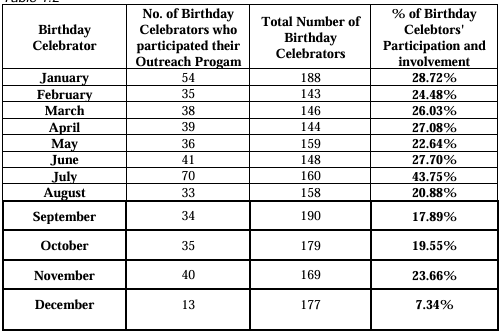 Birthday Celebrator No. of Birthday Celebrators who participated their Outreach Progam Total Number of Birthday Celebrators % of Birthday Celebtors' Participation and involvement
January 54 188 28.72%
February 35 143 24.48%
March 38 146 26.03%
April 39 144 27.08%
May 36 159 22.64%
June 41 148 27.70%
July 70 160 43.75%
August 33 158 20.88%
September 34 190 17.89%
October 35 179 19.55%
November 40 169 23.66%
December 13 177 7.34%